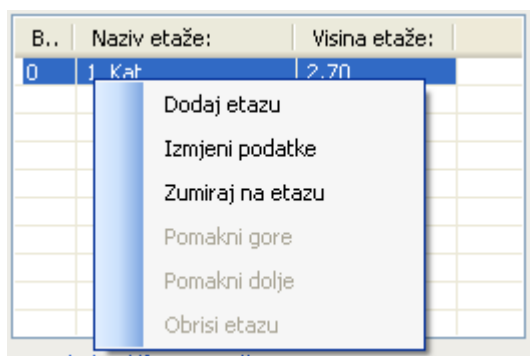 B.. Naziv etaže: Visina etaže:
0 1. Kat 2.70
Dodaj etazu
Izmjeni podatke
Zumiraj na etazu
Pomakni gore
Pomakni dolje
Obrisi etazu